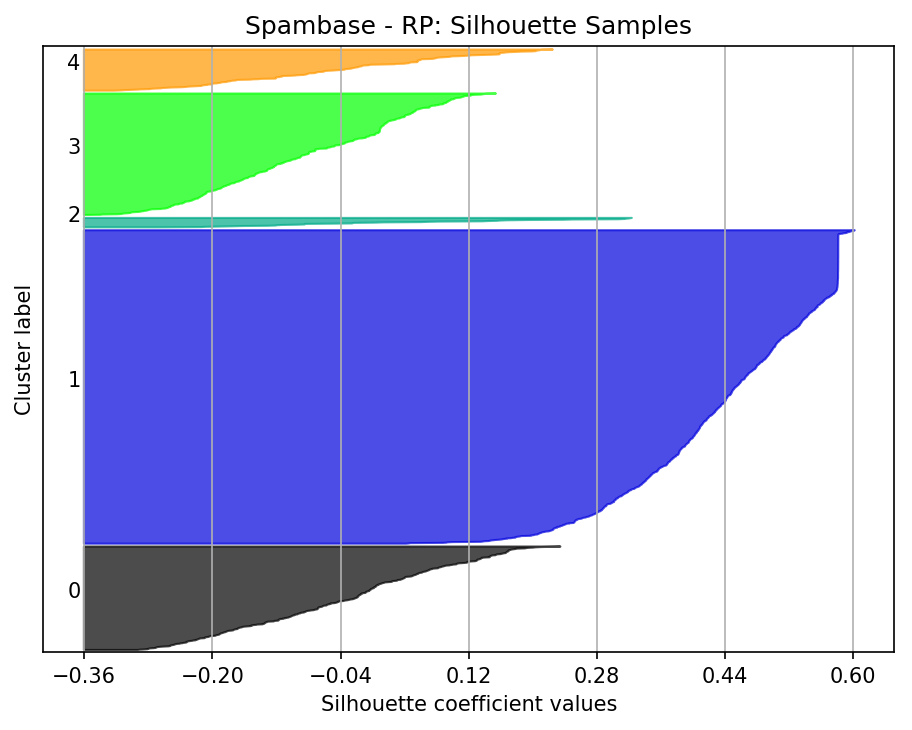 Spambase - RP: Silhouette Samples
4
3
2
1
0
Cluster label
−0.36 −0.20 −0.04 0.12 0.28 0.44 0.60
Silhouette coefficient values